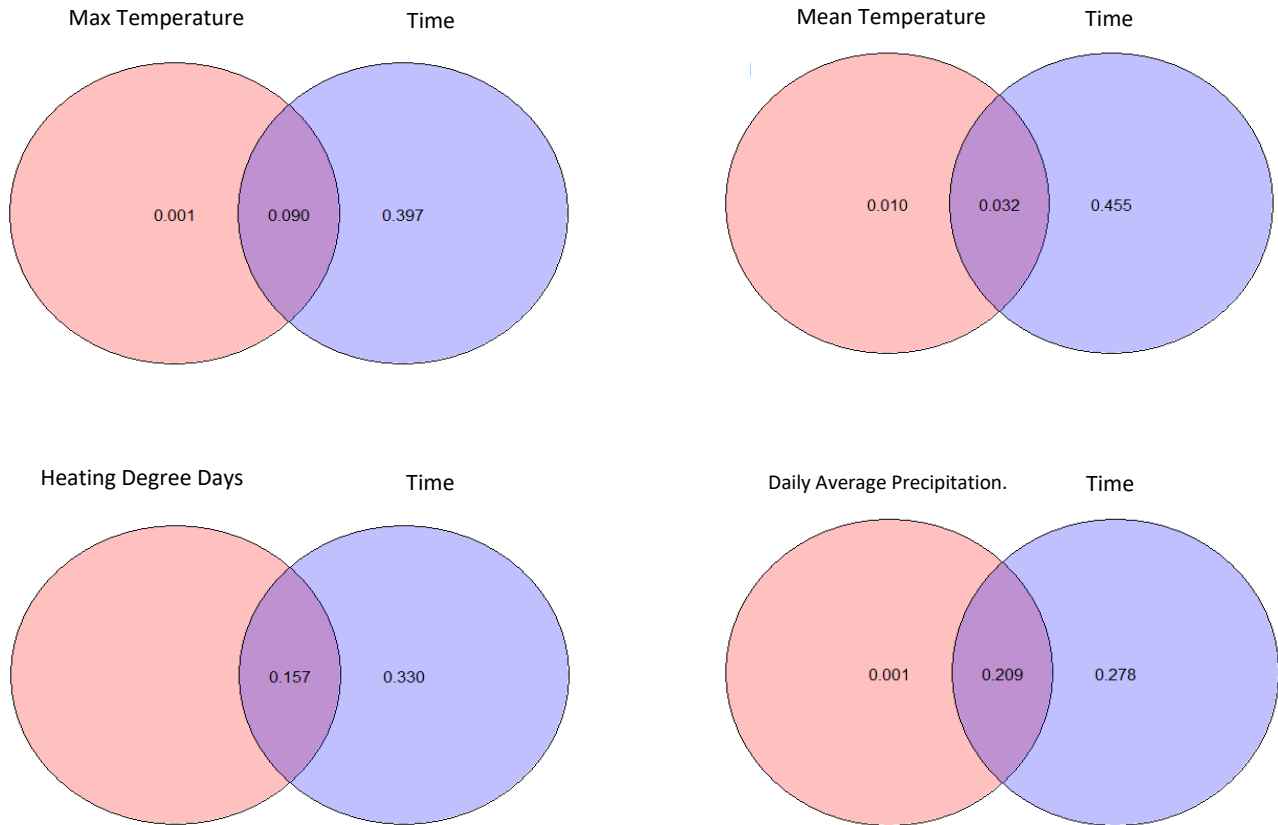 Max Temperature Time
0.001 0.090 0.397
Mean Temperature Time
0.010 0.032 0.455
Heating Degree Days Time
0.157 0.330
Daily Average Precipitation. Time
0.001 0.209 0.278